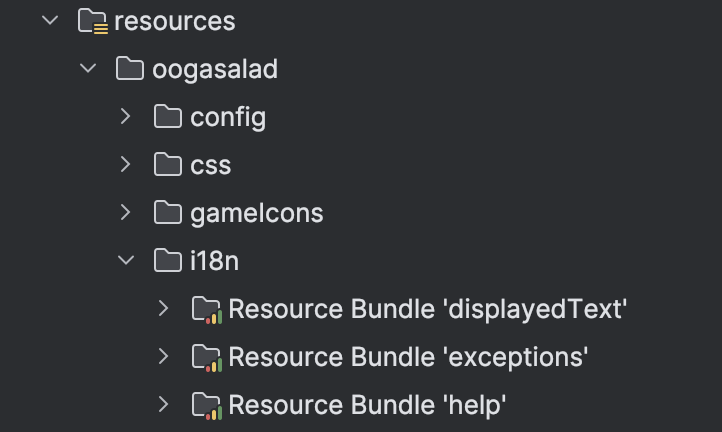 resources
oogasalad
config
css
gameIcons
i18n
Resource Bundle 'displayedText'
Resource Bundle 'exceptions'
Resource Bundle 'help'